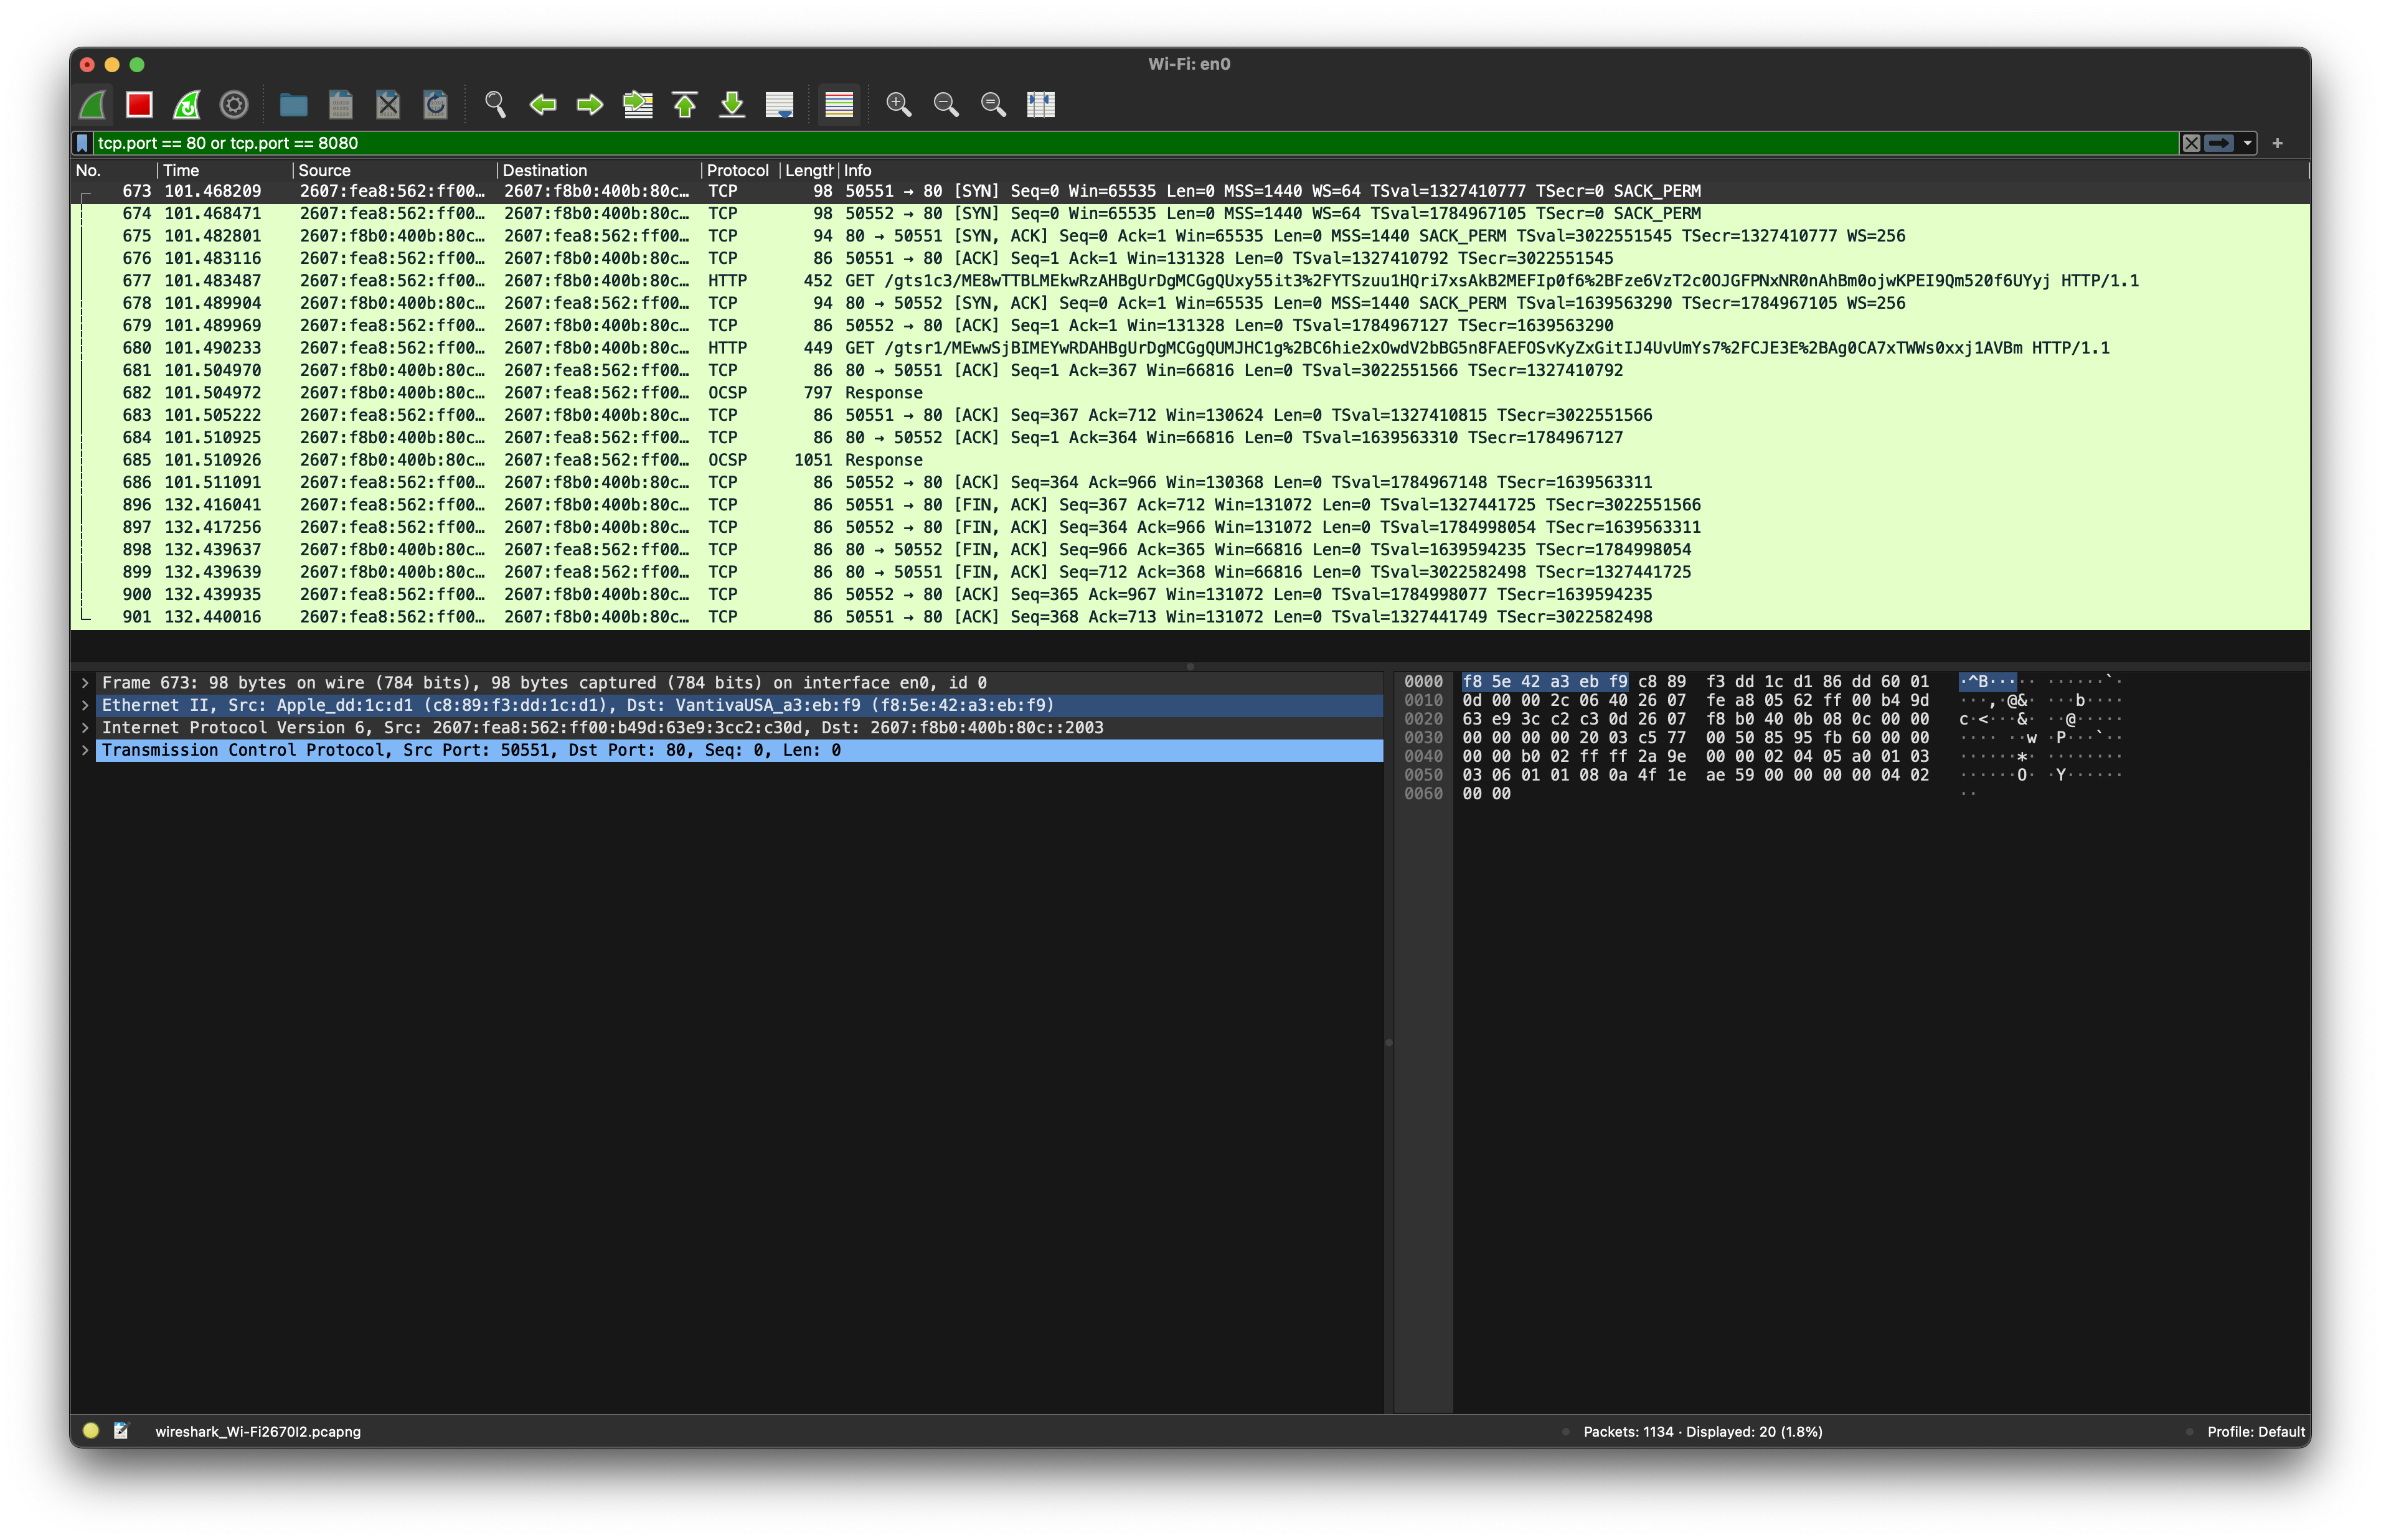 Wi-Fi: en0
tcp.port == 80 or tcp.port == 8080
No. Time Source Destination Protocol Length Info
673 101.468209 2607:fea8:562:ff00… 2607:f8b0:400b:80c… TCP 98 50551 → 80 [SYN] Seq=0 Win=65535 Len=0 MSS=1440 WS=64 TSval=1327410777 TSecr=0 SACK_PERM
674 101.468471 2607:fea8:562:ff00… 2607:f8b0:400b:80c… TCP 98 50552 → 80 [SYN] Seq=0 Win=65535 Len=0 MSS=1440 WS=64 TSval=1784967105 TSecr=0 SACK_PERM
675 101.482801 2607:f8b0:400b:80c… 2607:fea8:562:ff00… TCP 94 80 → 50551 [SYN, ACK] Seq=0 Ack=1 Win=65535 Len=0 MSS=1440 SACK_PERM TSval=3022551545 TSecr=1327410777 WS=256
676 101.483116 2607:fea8:562:ff00… 2607:f8b0:400b:80c… TCP 86 50551 → 80 [ACK] Seq=1 Ack=1 Win=131328 Len=0 TSval=1327410792 TSecr=3022551545
677 101.483487 2607:fea8:562:ff00… 2607:f8b0:400b:80c… HTTP 452 GET /gts1c3/ME8wTTBLMEkwRzAHBgUrDgMCGgQUxy55it3%2FYTSzuu1HQri7xsAkB2MEFIp0f6%2BFze6VzT2c0OJGFPNxNR0nAhBm0ojwKPEI9Qm520f6UYyj HTTP/1.1
678 101.489904 2607:f8b0:400b:80c… 2607:fea8:562:ff00… TCP 94 80 → 50552 [SYN, ACK] Seq=0 Ack=1 Win=65535 Len=0 MSS=1440 SACK_PERM TSval=1639563290 TSecr=1784967105 WS=256
679 101.489969 2607:fea8:562:ff00… 2607:f8b0:400b:80c… TCP 86 50552 → 80 [ACK] Seq=1 Ack=1 Win=131328 Len=0 TSval=1784967127 TSecr=1639563290
680 101.490233 2607:fea8:562:ff00… 2607:f8b0:400b:80c… HTTP 449 GET /gtsr1/MEwwSjBIMEYwRDAHBgUrDgMCGgQUMJHC1g%2BC6hie2xOwdV2bBG5n8FAEFOSvKyZxGitIJ4UvUmYs7%2FCJE3E%2BAg0CA7xTWWs0xxj1AVBm HTTP/1.1
681 101.504970 2607:f8b0:400b:80c… 2607:fea8:562:ff00… TCP 86 80 → 50551 [ACK] Seq=1 Ack=367 Win=66816 Len=0 TSval=3022551566 TSecr=1327410792
682 101.504972 2607:f8b0:400b:80c… 2607:fea8:562:ff00… OCSP 797 Response
683 101.505222 2607:fea8:562:ff00… 2607:f8b0:400b:80c… TCP 86 50551 → 80 [ACK] Seq=367 Ack=712 Win=130624 Len=0 TSval=1327410815 TSecr=3022551566
684 101.510925 2607:f8b0:400b:80c… 2607:fea8:562:ff00… TCP 86 80 → 50552 [ACK] Seq=1 Ack=364 Win=66816 Len=0 TSval=1639563310 TSecr=1784967127
685 101.510926 2607:f8b0:400b:80c… 2607:fea8:562:ff00… OCSP 1051 Response
686 101.511091 2607:fea8:562:ff00… 2607:f8b0:400b:80c… TCP 86 50552 → 80 [ACK] Seq=364 Ack=966 Win=130368 Len=0 TSval=1784967148 TSecr=1639563311
896 132.416041 2607:fea8:562:ff00… 2607:f8b0:400b:80c… TCP 86 50551 → 80 [FIN, ACK] Seq=367 Ack=712 Win=131072 Len=0 TSval=1327441725 TSecr=3022551566
897 132.417256 2607:fea8:562:ff00… 2607:f8b0:400b:80c… TCP 86 50552 → 80 [FIN, ACK] Seq=364 Ack=966 Win=131072 Len=0 TSval=1784998054 TSecr=1639563311
898 132.439637 2607:f8b0:400b:80c… 2607:fea8:562:ff00… TCP 86 80 → 50552 [FIN, ACK] Seq=966 Ack=365 Win=66816 Len=0 TSval=1639594235 TSecr=1784998054
899 132.439639 2607:f8b0:400b:80c… 2607:fea8:562:ff00… TCP 86 80 → 50551 [FIN, ACK] Seq=712 Ack=368 Win=66816 Len=0 TSval=3022582498 TSecr=1327441725
900 132.439935 2607:fea8:562:ff00… 2607:f8b0:400b:80c… TCP 86 50552 → 80 [ACK] Seq=365 Ack=967 Win=131072 Len=0 TSval=1784998077 TSecr=1639594235
901 132.440016 2607:fea8:562:ff00… 2607:f8b0:400b:80c… TCP 86 50551 → 80 [ACK] Seq=368 Ack=713 Win=131072 Len=0 TSval=1327441749 TSecr=3022582498
Frame 673: 98 bytes on wire (784 bits), 98 bytes captured (784 bits) on interface en0, id 0
Ethernet II, Src: Apple_dd:1c:d1 (c8:89:f3:dd:1c:d1), Dst: VantivaUSA_a3:eb:f9 (f8:5e:42:a3:eb:f9)
Internet Protocol Version 6, Src: 2607:fea8:562:ff00:b49d:63e9:3cc2:c30d, Dst: 2607:f8b0:400b:80c::2003
Transmission Control Protocol, Src Port: 50551, Dst Port: 80, Seq: 0, Len: 0
0000 f8 5e 42 a3 eb f9 c8 89 f3 dd 1c d1 86 dd 60 01 ·^B····· ······`·
0010 0d 00 00 2c 06 40 26 07 fe a8 05 62 ff 00 b4 9d ···,·@&· ···b····
0020 63 e9 3c c2 c3 0d 26 07 f8 b0 40 0b 08 0c 00 00 c·<···&· ··@·····
0030 00 00 00 00 20 03 c5 77 00 50 85 95 fb 60 00 00 ···· ··w ·P···`··
0040 00 00 b0 02 ff ff 2a 9e 00 00 02 04 05 a0 01 03 ······*· ········
0050 03 06 01 01 08 0a 4f 1e ae 59 00 00 00 00 04 02 ······O· ·Y······
0060 00 00 ··
wireshark_Wi-Fi2670I2.pcapng
Packets: 1134 · Displayed: 20 (1.8%)
Profile: Default